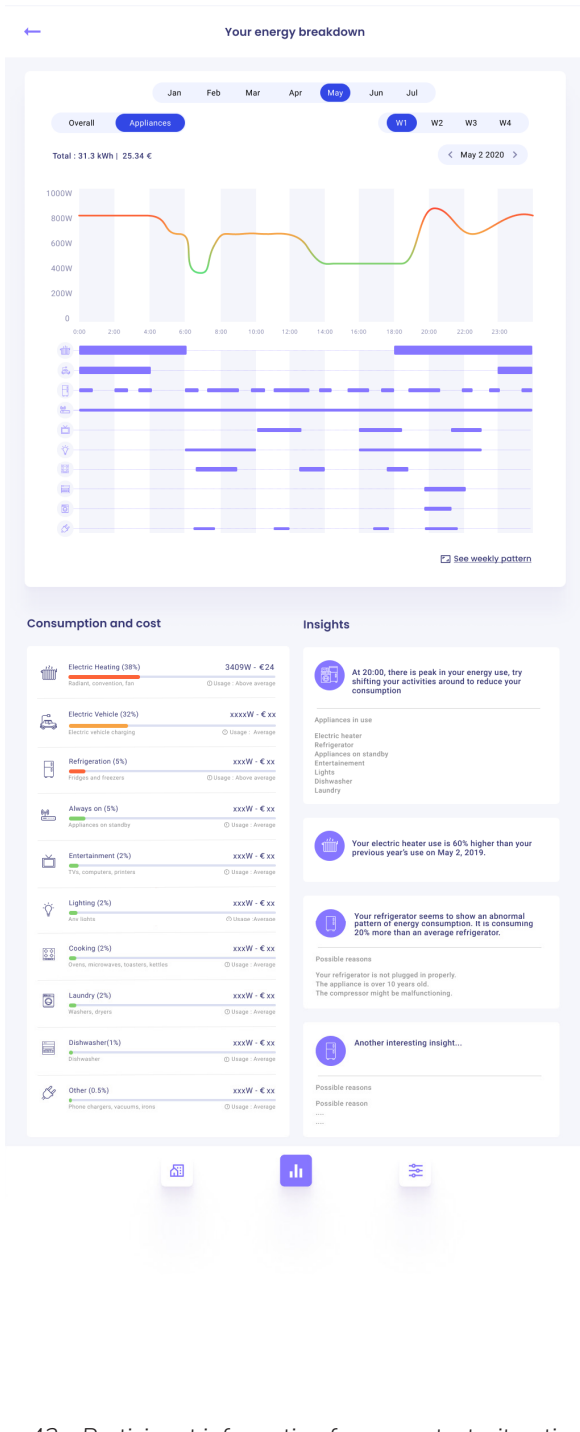 Your energy breakdown
Jan Feb Mar Apr May Jun Jul
Overall Appliances W1 W2 W3 W4
Total : 31.3 kWh | 25.34 € < May 2 2020 >
1000W
800W
600W
400W
200W
0
0:00 2:00 4:00 6:00 8:00 10:00 12:00 14:00 16:00 18:00 20:00 22:00 23:00
See weekly pattern
Consumption and cost
Electric Heating (38%) 3409W - €24
Radiare, convention, fan Usage : Above average
Electric Vehicle (32%) xxxxW - € xx
Electric vehicle charging Usage : Average
Refrigeration (5%) xxxW - € xx
Fridges and freezers Usage : Above average
Always on (5%) xxxW - € xx
Appliances on standby Usage : Average
Entertainment (2%) xxxW - € xx
TVs, computers, printers Usage : Average
Lighting (2%) xxxW - € xx
Any lights Usage : Average
Cooking (2%) xxxW - € xx
Ovens, microwaves, toasters, kettles Usage : Average
Laundry (2%) xxxW - € xx
Washers, dryers Usage : Average
Dishwasher(1%) xxxW - € xx
Dishwasher Usage : Average
Other (0.5%) xxxW - € xx
Phone chargers, vacuums, irons Usage : Average
Insights
At 20:00, there is peak in your energy use, try
shifting your activities around to reduce your
consumption
Appliances in use
Electric heater
Refrigerator
Appliances on standby
Entertainement
Lights
Dishwasher
Laundry
Your electric heater use is 60% higher than your
previous year's use on May 2, 2019.
Your refrigerator seems to show an abnormal
pattern of energy consumption. It is consuming
20% more than an average refrigerator.
Possible reasons
Your refrigerator is not plugged in properly.
The appliance is over 10 years old.
The compressor might be malfunctioning.
Another interesting insight...
Possible reasons
Possible reason
....
....